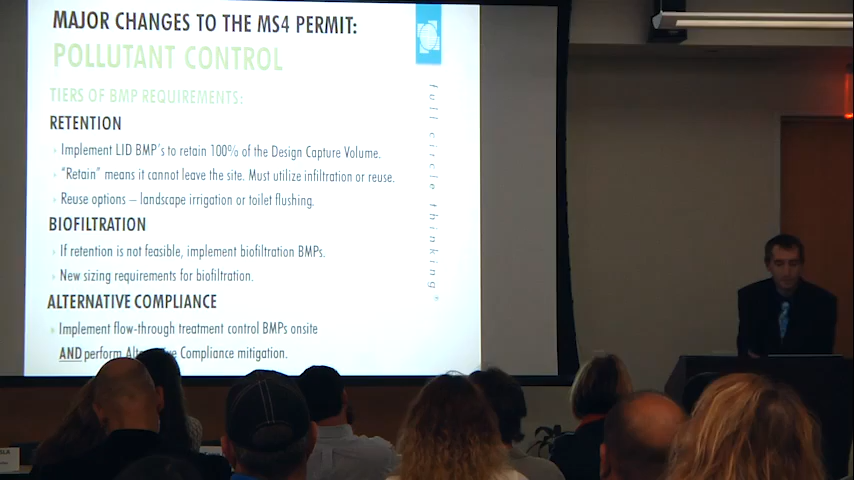 MAJOR CHANGES TO THE MS4 PERMIT:
POLLUTANT CONTROL
TIERS OF BMP REQUIREMENTS:
RETENTION
Implement LID BMP's to retain 100% of the Design Capture Volume.
"Retain" means it cannot leave the site. Must utilize infiltration or reuse.
Reuse options – landscape irrigation or toilet flushing.
BIOFILTRATION
If retention is not feasible, implement biofiltration BMPs.
New sizing requirements for biofiltration.
ALTERNATIVE COMPLIANCE
Implement flow-through treatment control BMPs onsite
AND perform Compliance mitigation.
full circle thinking